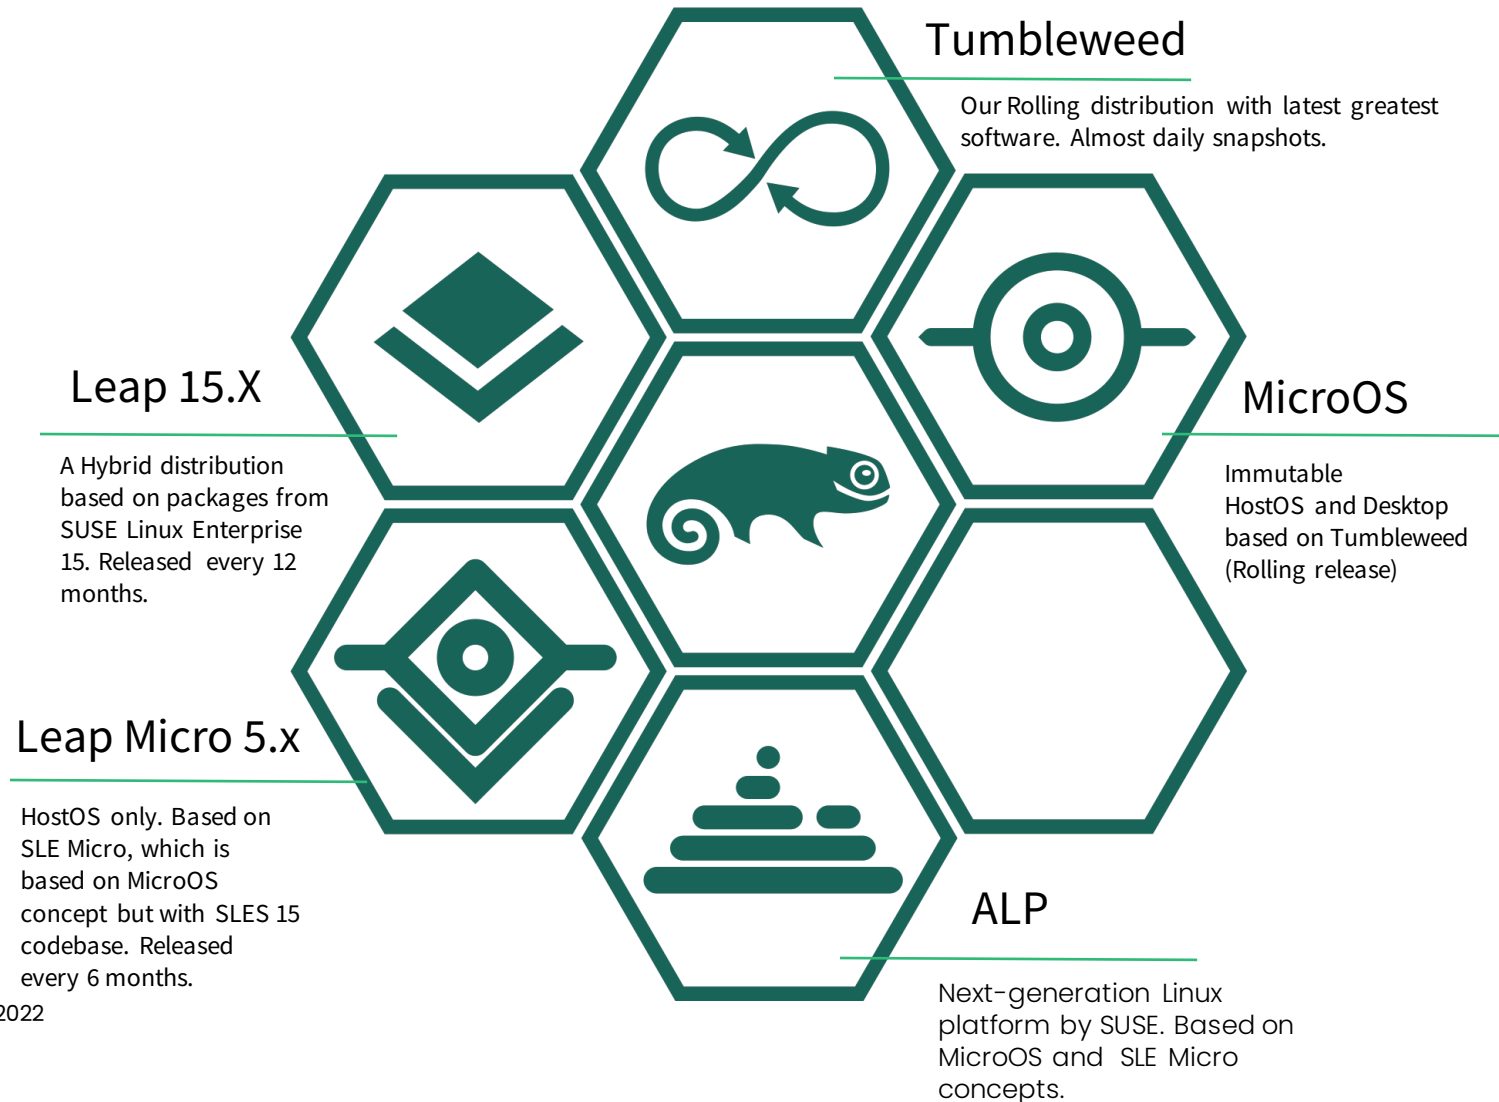 Tumbleweed
Our Rolling distribution with latest greatest
software. Almost daily snapshots.
Leap 15.X
A Hybrid distribution
based on packages from
SUSE Linux Enterprise
15. Released every 12
months.
MicroOS
Immutable
HostOS and Desktop
based on Tumbleweed
(Rolling release)
Leap Micro 5.x
HostOS only. Based on
SLE Micro, which is
based on MicroOS
concept but with SLES 15
codebase. Released
every 6 months.
2022
ALP
Next-generation Linux
platform by SUSE. Based on
MicroOS and SLE Micro
concepts.